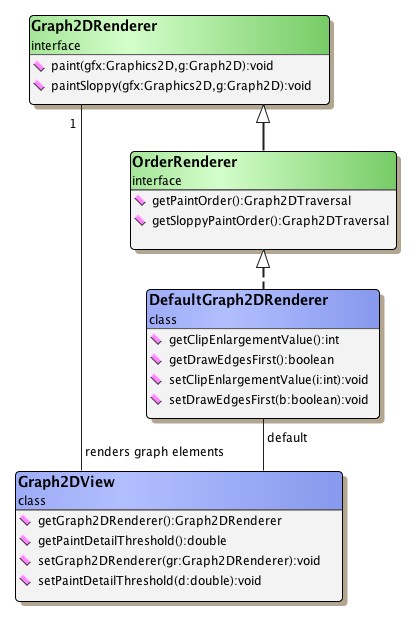 Graph2DRenderer
interface
paint(gfx:Graphics2D,g:Graph2D):void
paintSloppy(gfx:Graphics2D,g:Graph2D):void
1
OrderRenderer
interface
getPaintOrder():Graph2DTraversal
getSloppyPaintOrder():Graph2DTraversal
DefaultGraph2DRenderer
class
getClipEnlargementValue():int
getDrawEdgesFirst():boolean
setClipEnlargementValue(i:int):void
setDrawEdgesFirst(b:boolean):void
default
renders graph elements
Graph2DView
class
getGraph2DRenderer():Graph2DRenderer
getPaintDetailThreshold():double
setGraph2DRenderer(gr:Graph2DRenderer):void
setPaintDetailThreshold(d:double):void